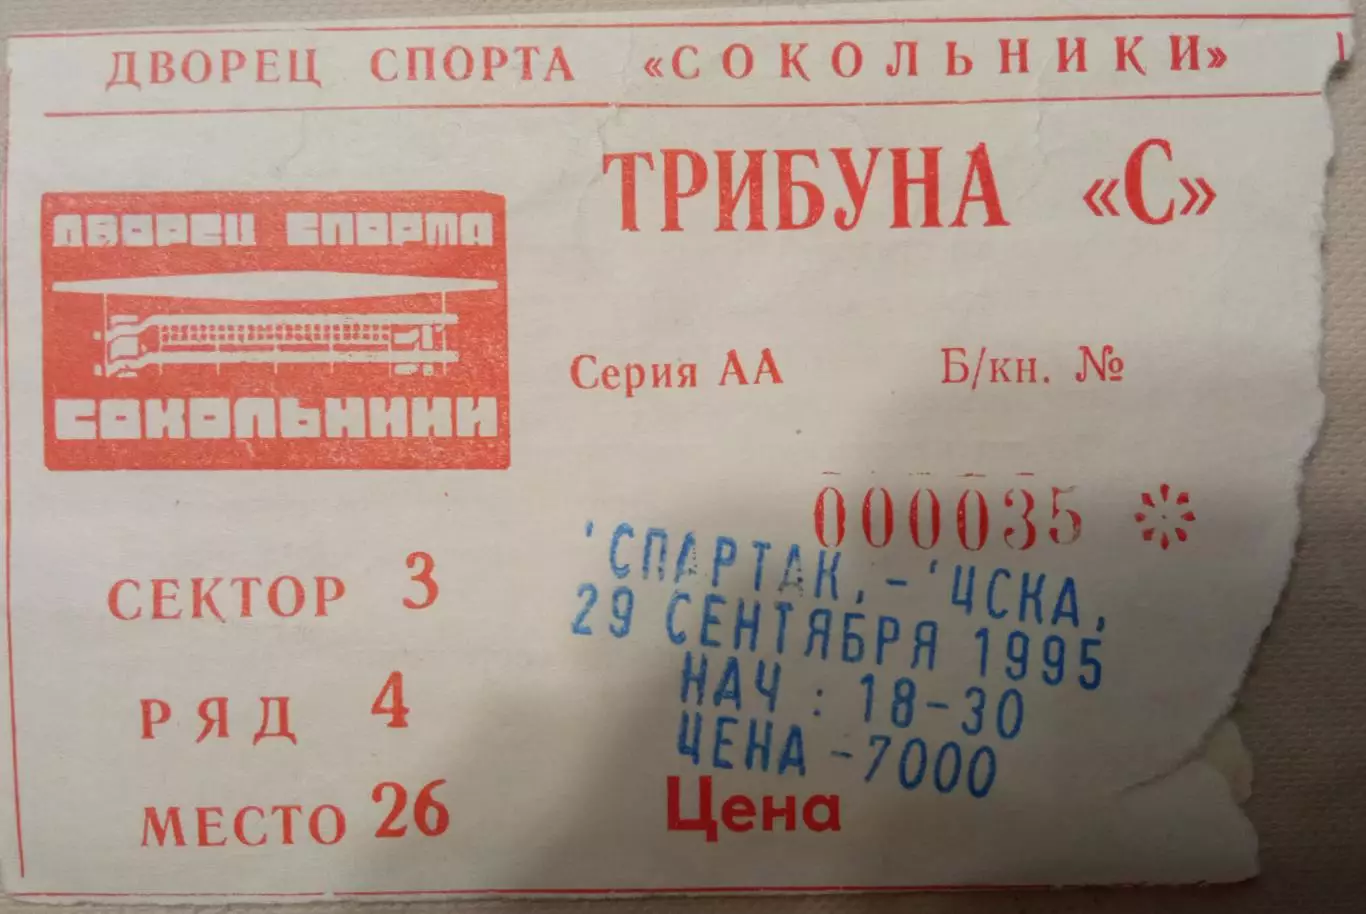 ДВОРЕЦ СПОРТА «СОКОЛЬНИКИ»
ТРИБУНА «С»
ДВОРЕЦ СПОРТА
СОКОЛЬНИКИ
Серия АА Б/кн. №
000035
'СПАРТАК,-'ЦСКА,
29 СЕНТЯБРЯ 1995
НАЧ : 18-30
ЦЕНА -7000
СЕКТОР 3
РЯД 4
МЕСТО 26
Цена